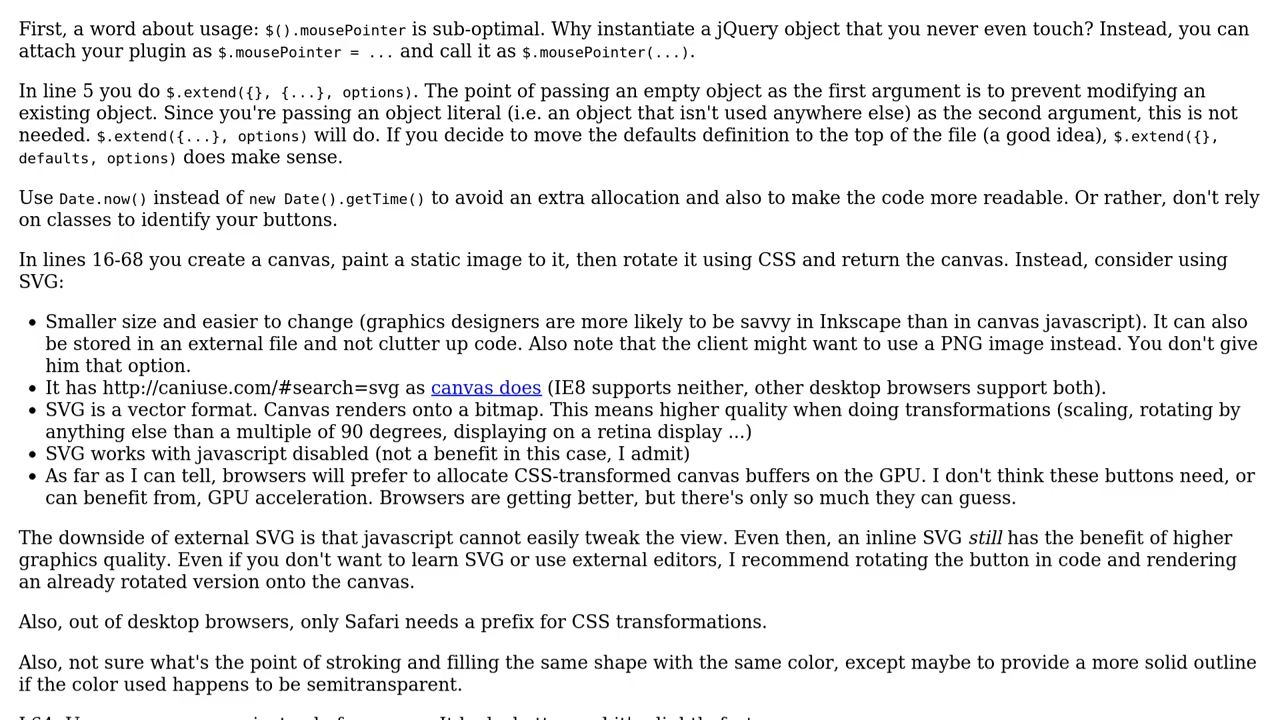 First, a word about usage: $().mousePointer is sub-optimal. Why instantiate a jQuery object that you never even touch? Instead, you can
attach your plugin as $.mousePointer = ... and call it as $.mousePointer(...).
In line 5 you do $.extend({}, {...}, options). The point of passing an empty object as the first argument is to prevent modifying an
existing object. Since you're passing an object literal (i.e. an object that isn't used anywhere else) as the second argument, this is not
needed. $.extend({...}, options) will do. If you decide to move the defaults definition to the top of the file (a good idea), $.extend({},
defaults, options) does make sense.
Use Date.now() instead of new Date().getTime() to avoid an extra allocation and also to make the code more readable. Or rather, don't rely
on classes to identify your buttons.
In lines 16-68 you create a canvas, paint a static image to it, then rotate it using CSS and return the canvas. Instead, consider using
SVG:
• Smaller size and easier to change (graphics designers are more likely to be savvy in Inkscape than in canvas javascript). It can also
be stored in an external file and not clutter up code. Also note that the client might want to use a PNG image instead. You don't give
him that option.
• It has http://caniuse.com/#search=svg as canvas does (IE8 supports neither, other desktop browsers support both).
• SVG is a vector format. Canvas renders onto a bitmap. This means higher quality when doing transformations (scaling, rotating by
anything else than a multiple of 90 degrees, displaying on a retina display ...)
• SVG works with javascript disabled (not a benefit in this case, I admit)
• As far as I can tell, browsers will prefer to allocate CSS-transformed canvas buffers on the GPU. I don't think these buttons need, or
can benefit from, GPU acceleration. Browsers are getting better, but there's only so much they can guess.
The downside of external SVG is that javascript cannot easily tweak the view. Even then, an inline SVG still has the benefit of higher
graphics quality. Even if you don't want to learn SVG or use external editors, I recommend rotating the button in code and rendering
an already rotated version onto the canvas.
Also, out of desktop browsers, only Safari needs a prefix for CSS transformations.
Also, not sure what's the point of stroking and filling the same shape with the same color, except maybe to provide a more solid outline
if the color used happens to be semitransparent.